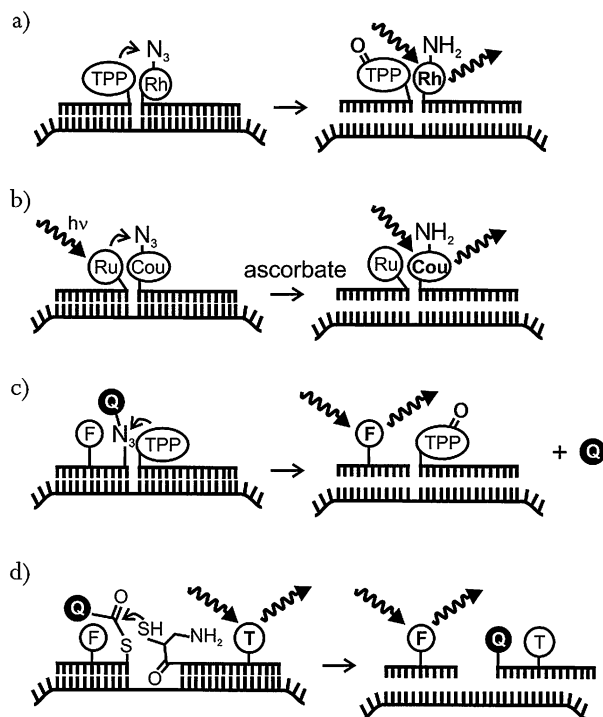 a)
N3
TPP
Rh
O
NH2
TPP
Rh
b)
hν
N3
Ru
Cou
ascorbate
NH2
Ru
Cou
c)
Q
F
N3
TPP
F
O
TPP
+ Q
d)
Q
O
SH
F
S
NH2
O
T
F
Q
T